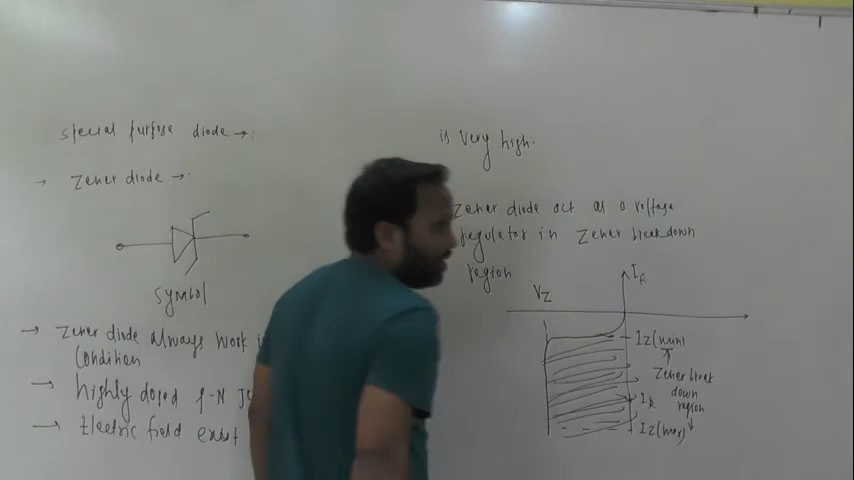 special purpose diode →:
→ Zener diode →:
symbol
→ Zener diode always work
condition
→ highly doped P-N
→ Electric field exist
is very high.
Zener diode act as a voltage
regulator in Zener breakdown
region
If
VZ
IZ(min)
Zener break
down
region
IR
IZ(max)